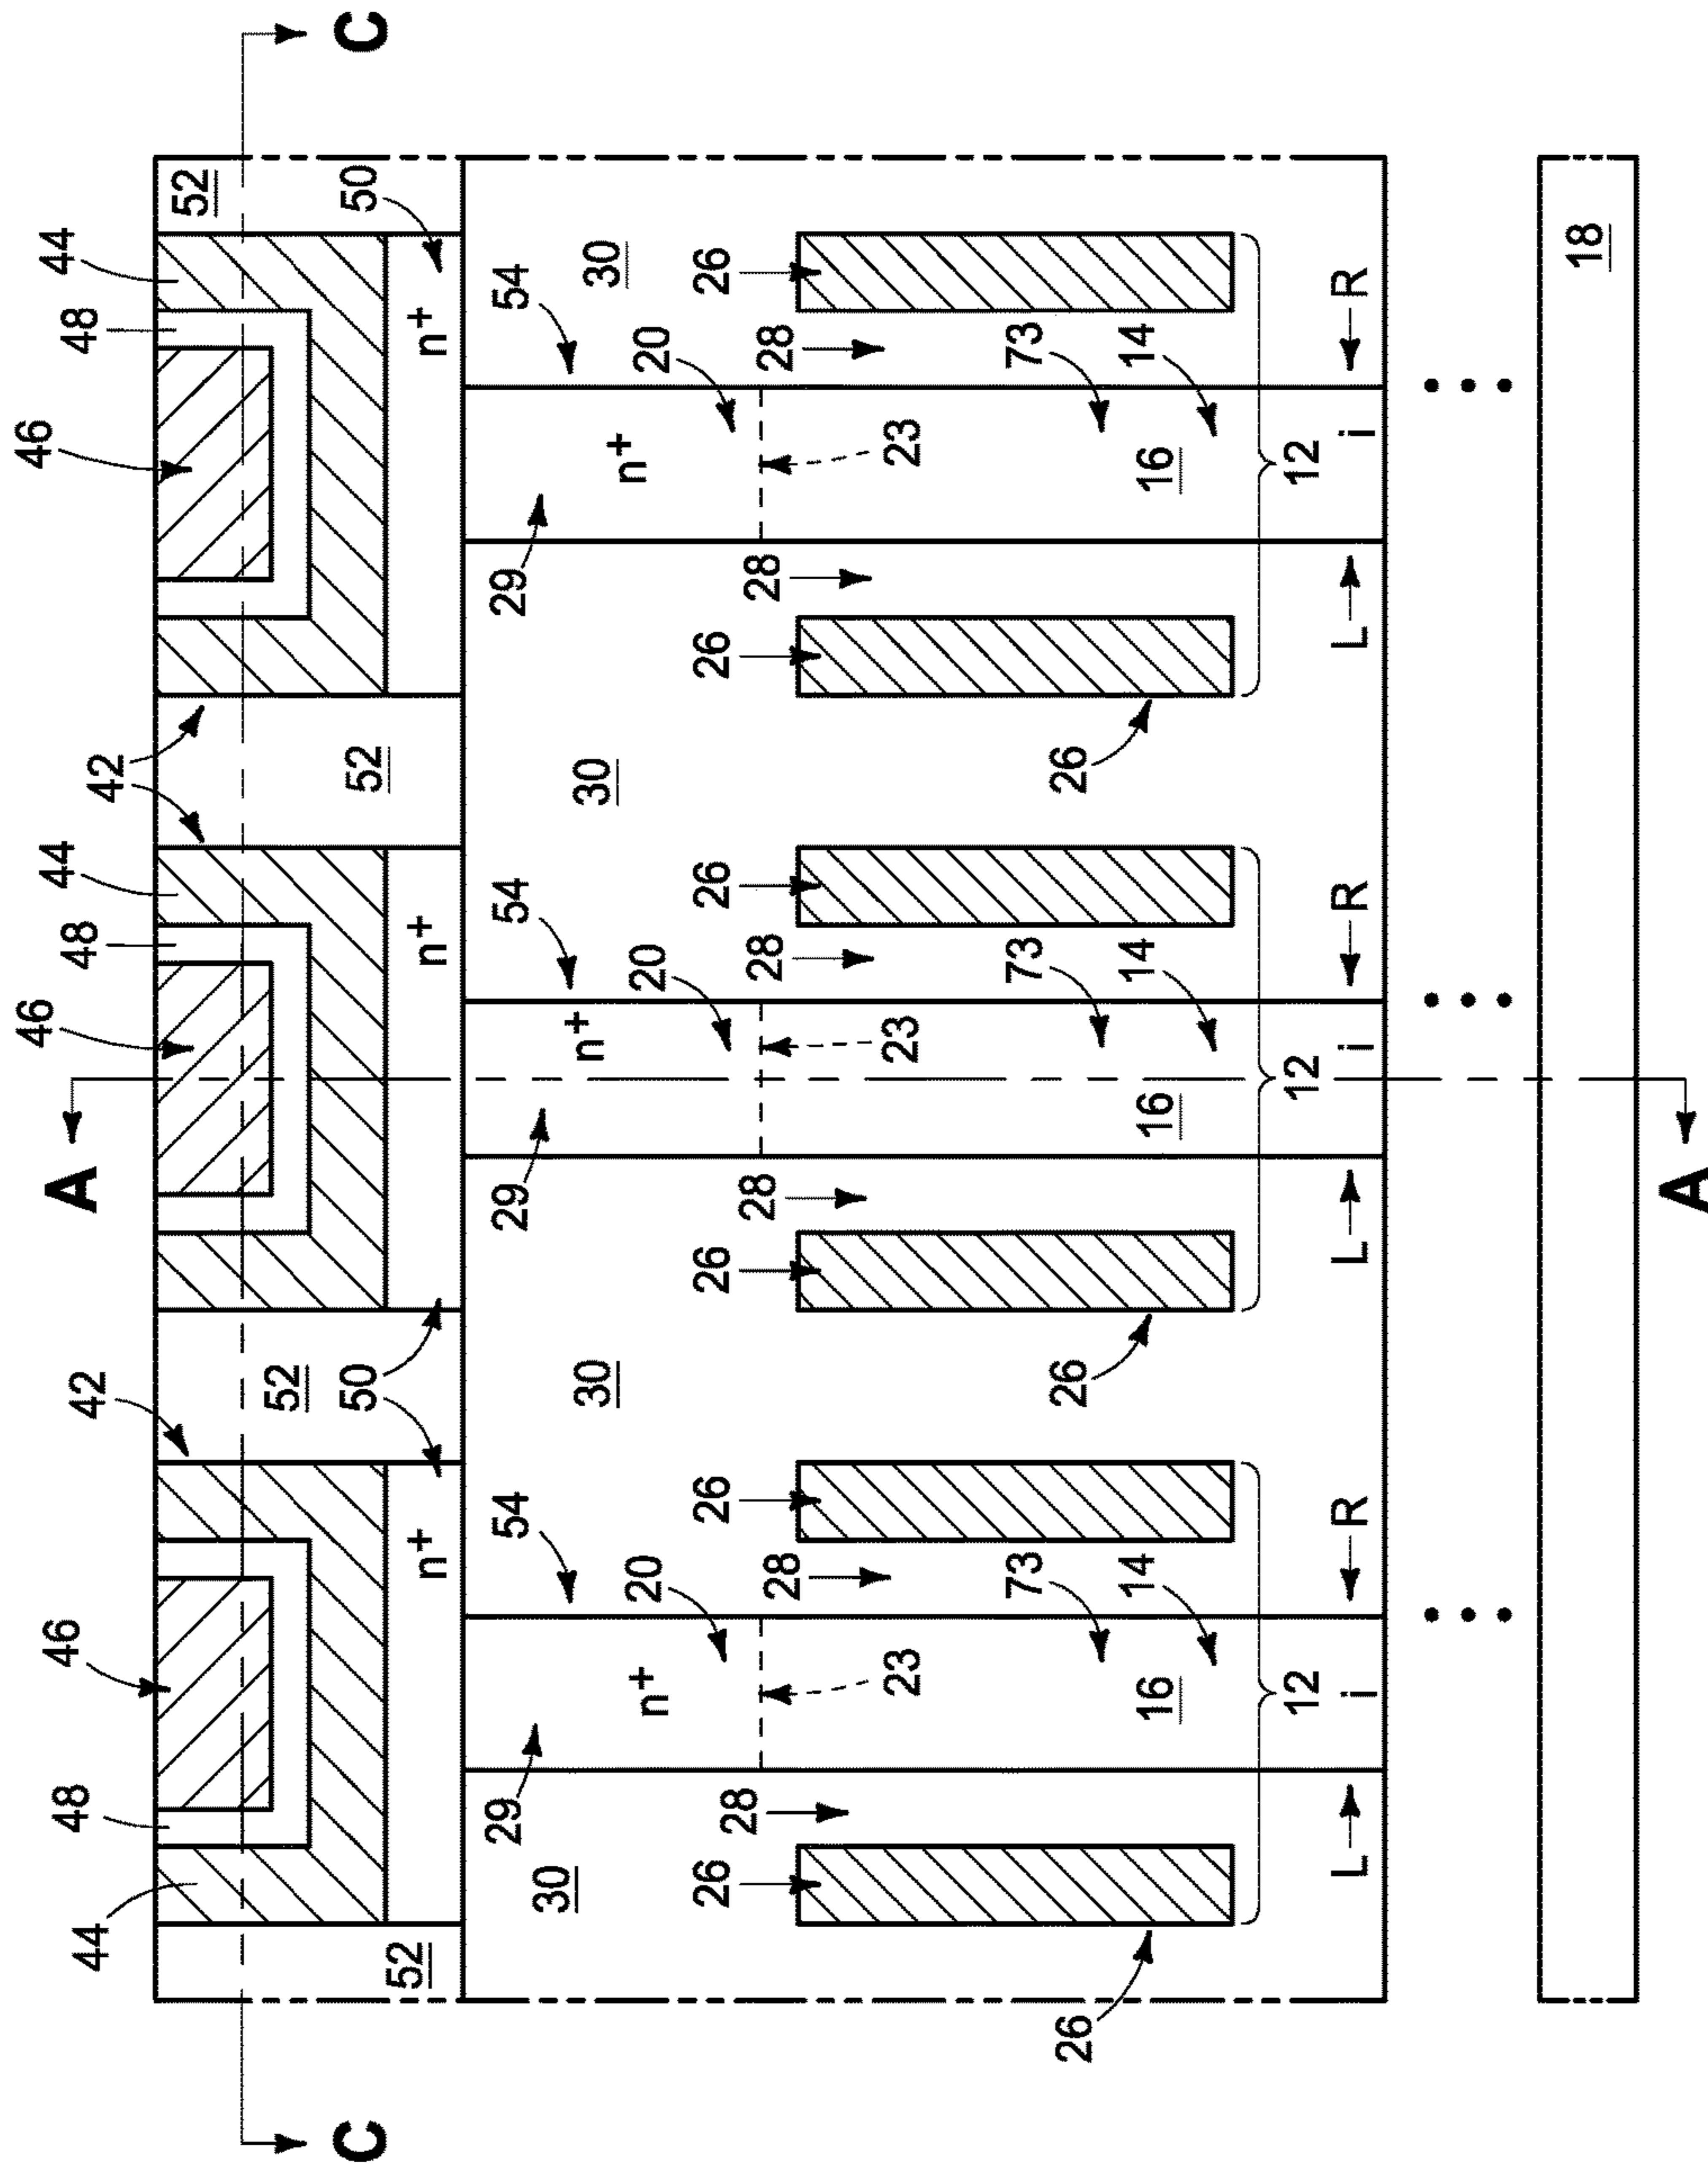 46 46
46 44 44
48 A 48 48
44 42 42
52
52
C 50 52 50 C
52
n+ n+ n+
29 54 29 54 29 54
30
30 n+ 30 30
n+ 20 20 n+ 20
26 26 26 26 26 26
28 28 28 28 28 28
23 23 23
73 73 73
26 26 26
14 14 14
16 16 16
12 12 12
L i R L i R L i R
18
A